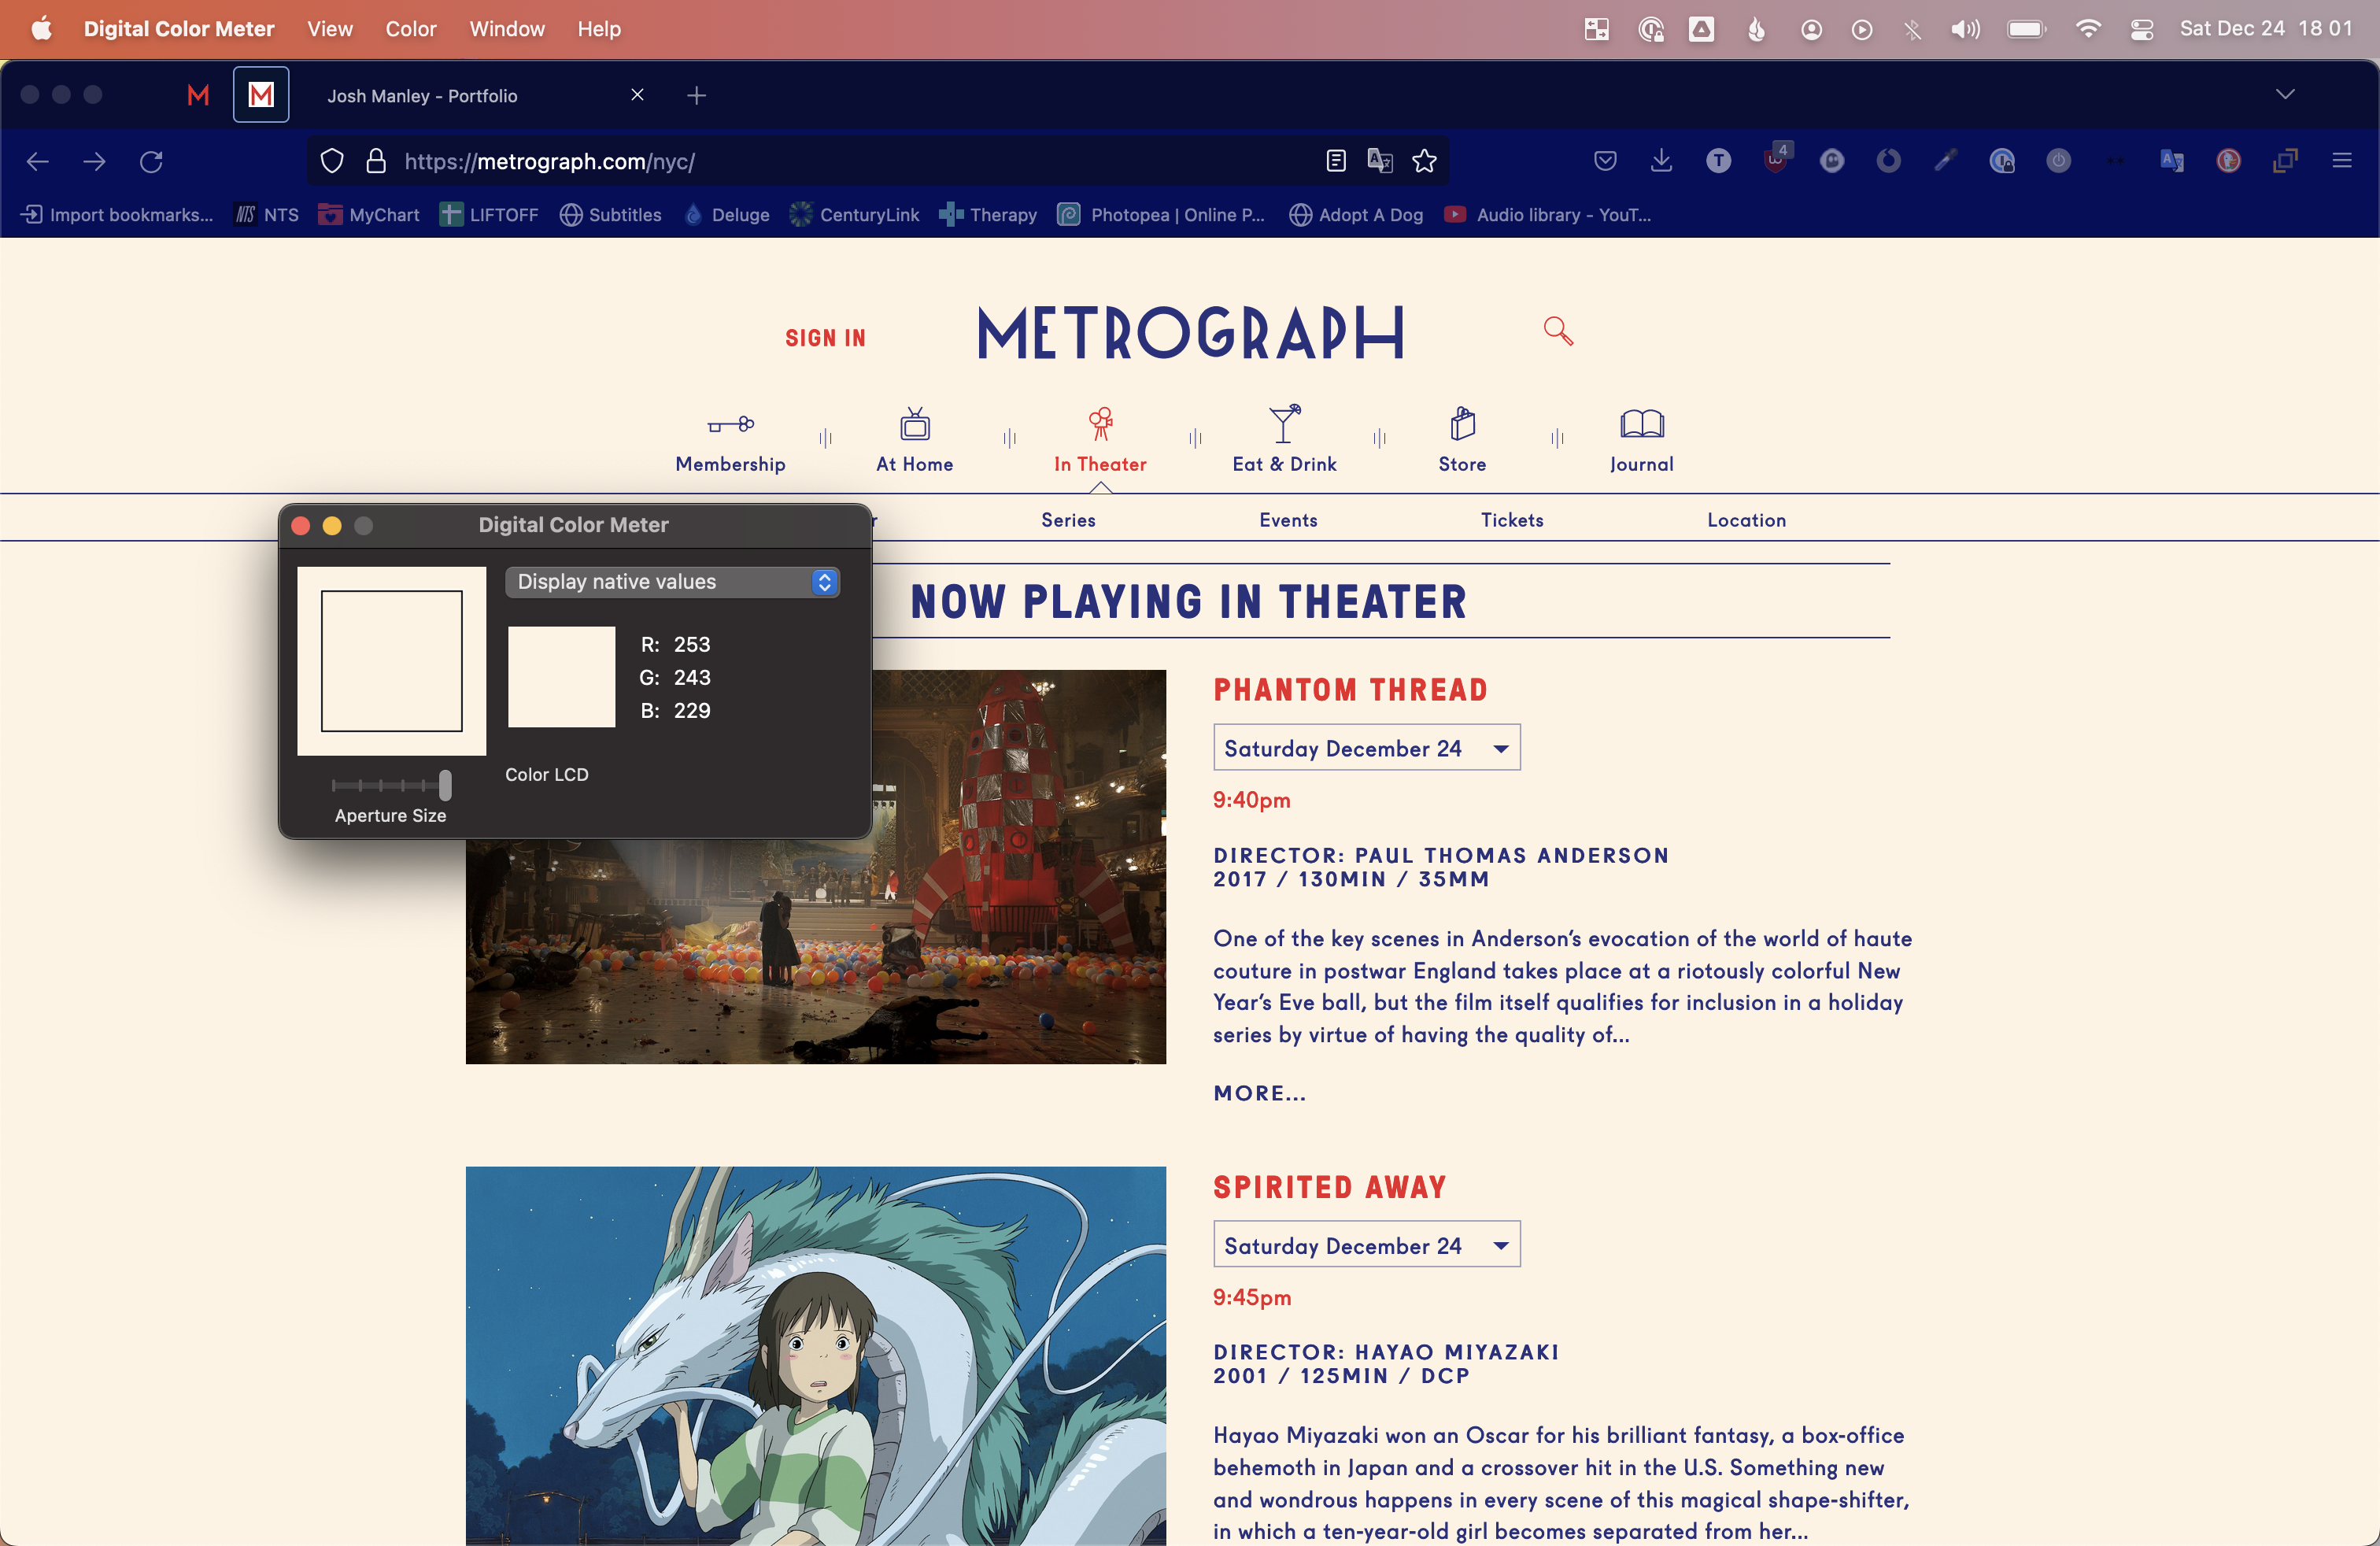 Digital Color Meter View Color Window Help Sat Dec 24 18 01
M M Josh Manley - Portfolio
https://metrograph.com/nyc/ T 4
Import bookmarks... NTS NTS MyChart LIFTOFF Subtitles Deluge CenturyLink Therapy Photopea | Online P... Adopt A Dog Audio library - YouT...
SIGN IN METROGRAPH
Membership At Home In Theater Eat & Drink Store Journal
Series Events Tickets Location
Digital Color Meter
Display native values
R: 253
G: 243
B: 229
Color LCD
Aperture Size
NOW PLAYING IN THEATER
PHANTOM THREAD
Saturday December 24
9:40pm
DIRECTOR: PAUL THOMAS ANDERSON
2017 / 130MIN / 35MM
One of the key scenes in Anderson’s evocation of the world of haute
couture in postwar England takes place at a riotously colorful New
Year’s Eve ball, but the film itself qualifies for inclusion in a holiday
series by virtue of having the quality of...
MORE...
SPIRITED AWAY
Saturday December 24
9:45pm
DIRECTOR: HAYAO MIYAZAKI
2001 / 125MIN / DCP
Hayao Miyazaki won an Oscar for his brilliant fantasy, a box-office
behemoth in Japan and a crossover hit in the U.S. Something new
and wondrous happens in every scene of this magical shape-shifter,
in which a ten-year-old girl becomes separated from her...